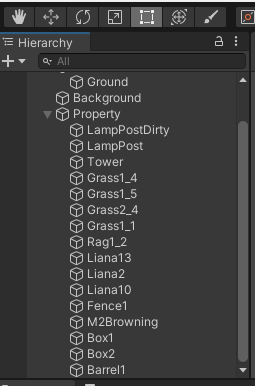 Hierarchy
All
Ground
Background
Property
LampPostDirty
LampPost
Tower
Grass1_4
Grass1_5
Grass2_4
Grass1_1
Rag1_2
Liana13
Liana2
Liana10
Fence1
M2Browning
Box1
Box2
Barrel1